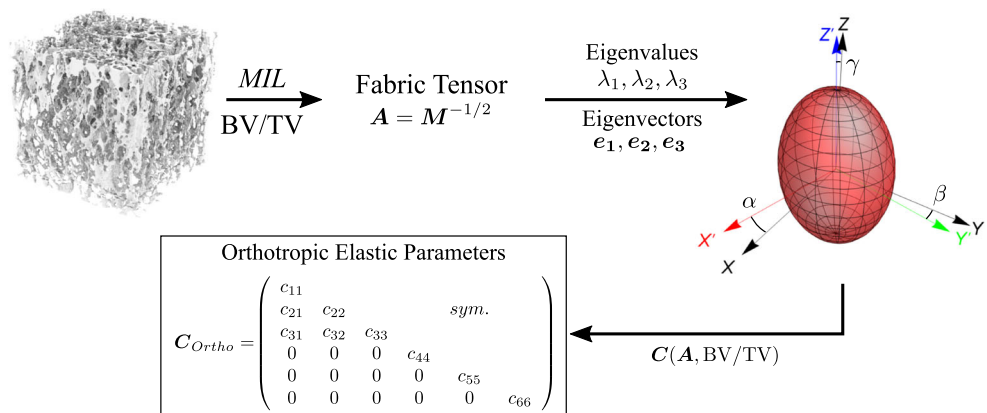 MIL
BV/TV
Fabric Tensor
A = M^{-1/2}
Eigenvalues
λ₁, λ₂, λ₃
Eigenvectors
e₁, e₂, e₃
Z' Z
γ
α
β
X'
X
Y
Y'
Orthotropic Elastic Parameters
C_{Ortho} =
c₁₁
c₂₁ c₂₂ sym.
c₃₁ c₃₂ c₃₃
0 0 0 c₄₄
0 0 0 0 c₅₅
0 0 0 0 0 c₆₆
C(A, BV/TV)